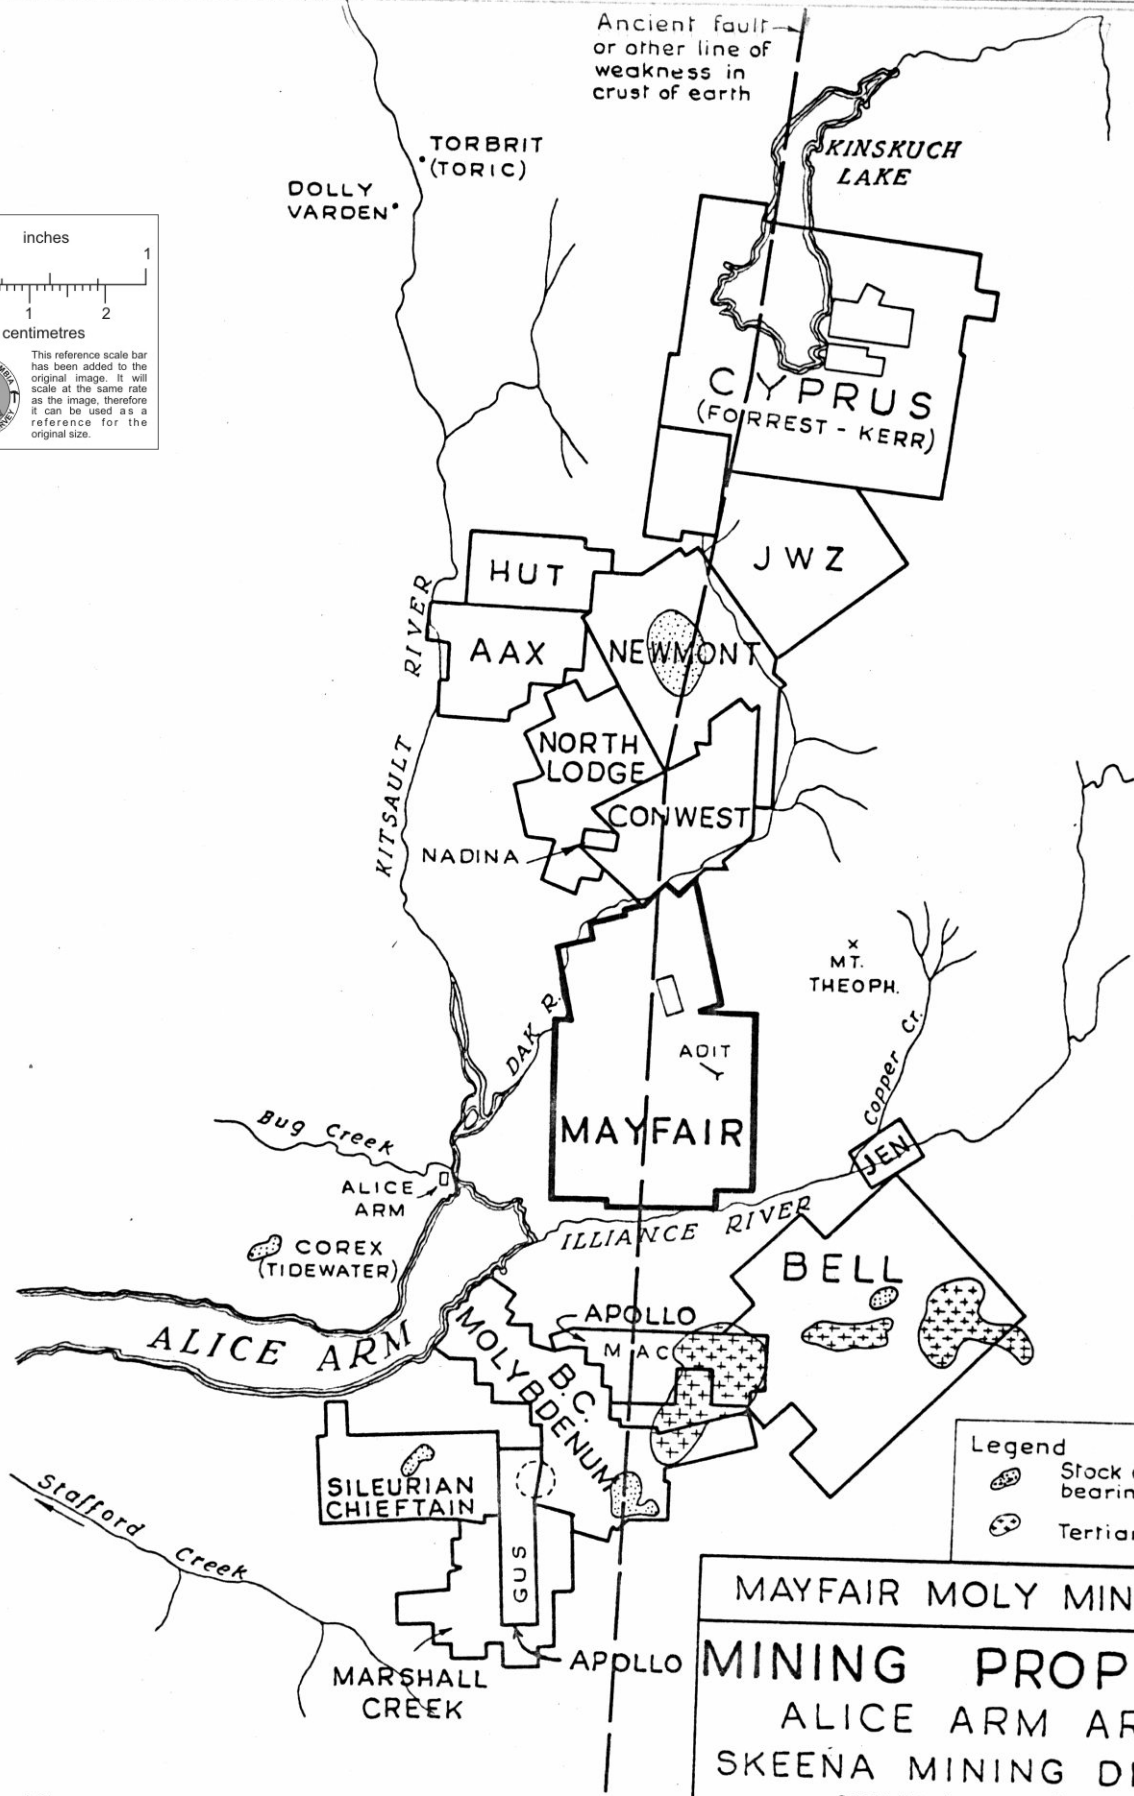 Ancient fault
or other line of
weakness in
crust of earth
TORBRIT
(TORIC)
KINSKUCH
LAKE
DOLLY
VARDEN
inches
1
1 2
centimetres
This reference scale bar
has been added to the
original image. It will
scale at the same rate
as the image, therefore
it can be used as a
reference for the
original size.
CYPRUS
(FORREST - KERR)
JWZ
HUT
KITSAULT RIVER
AAX
NEWMONT
NORTH
LODGE
CONWEST
NADINA
MT.
THEOPH.
DAK R.
Copper Cr.
ADIT
MAYFAIR
Bug Creek
JEN
ALICE
ARM
ILLIANCE RIVER
COREX
(TIDEWATER)
BELL
ALICE ARM
APOLLO
MAC
B.C.
MOLYBDENUM
SILEURIAN
CHIEFTAIN
Stafford Creek
GUS
APOLLO
MARSHALL
CREEK
Legend
Stock
bearin
Tertiar
MAYFAIR MOLY MIN
MINING PROP
ALICE ARM AR
SKEENA MINING DI